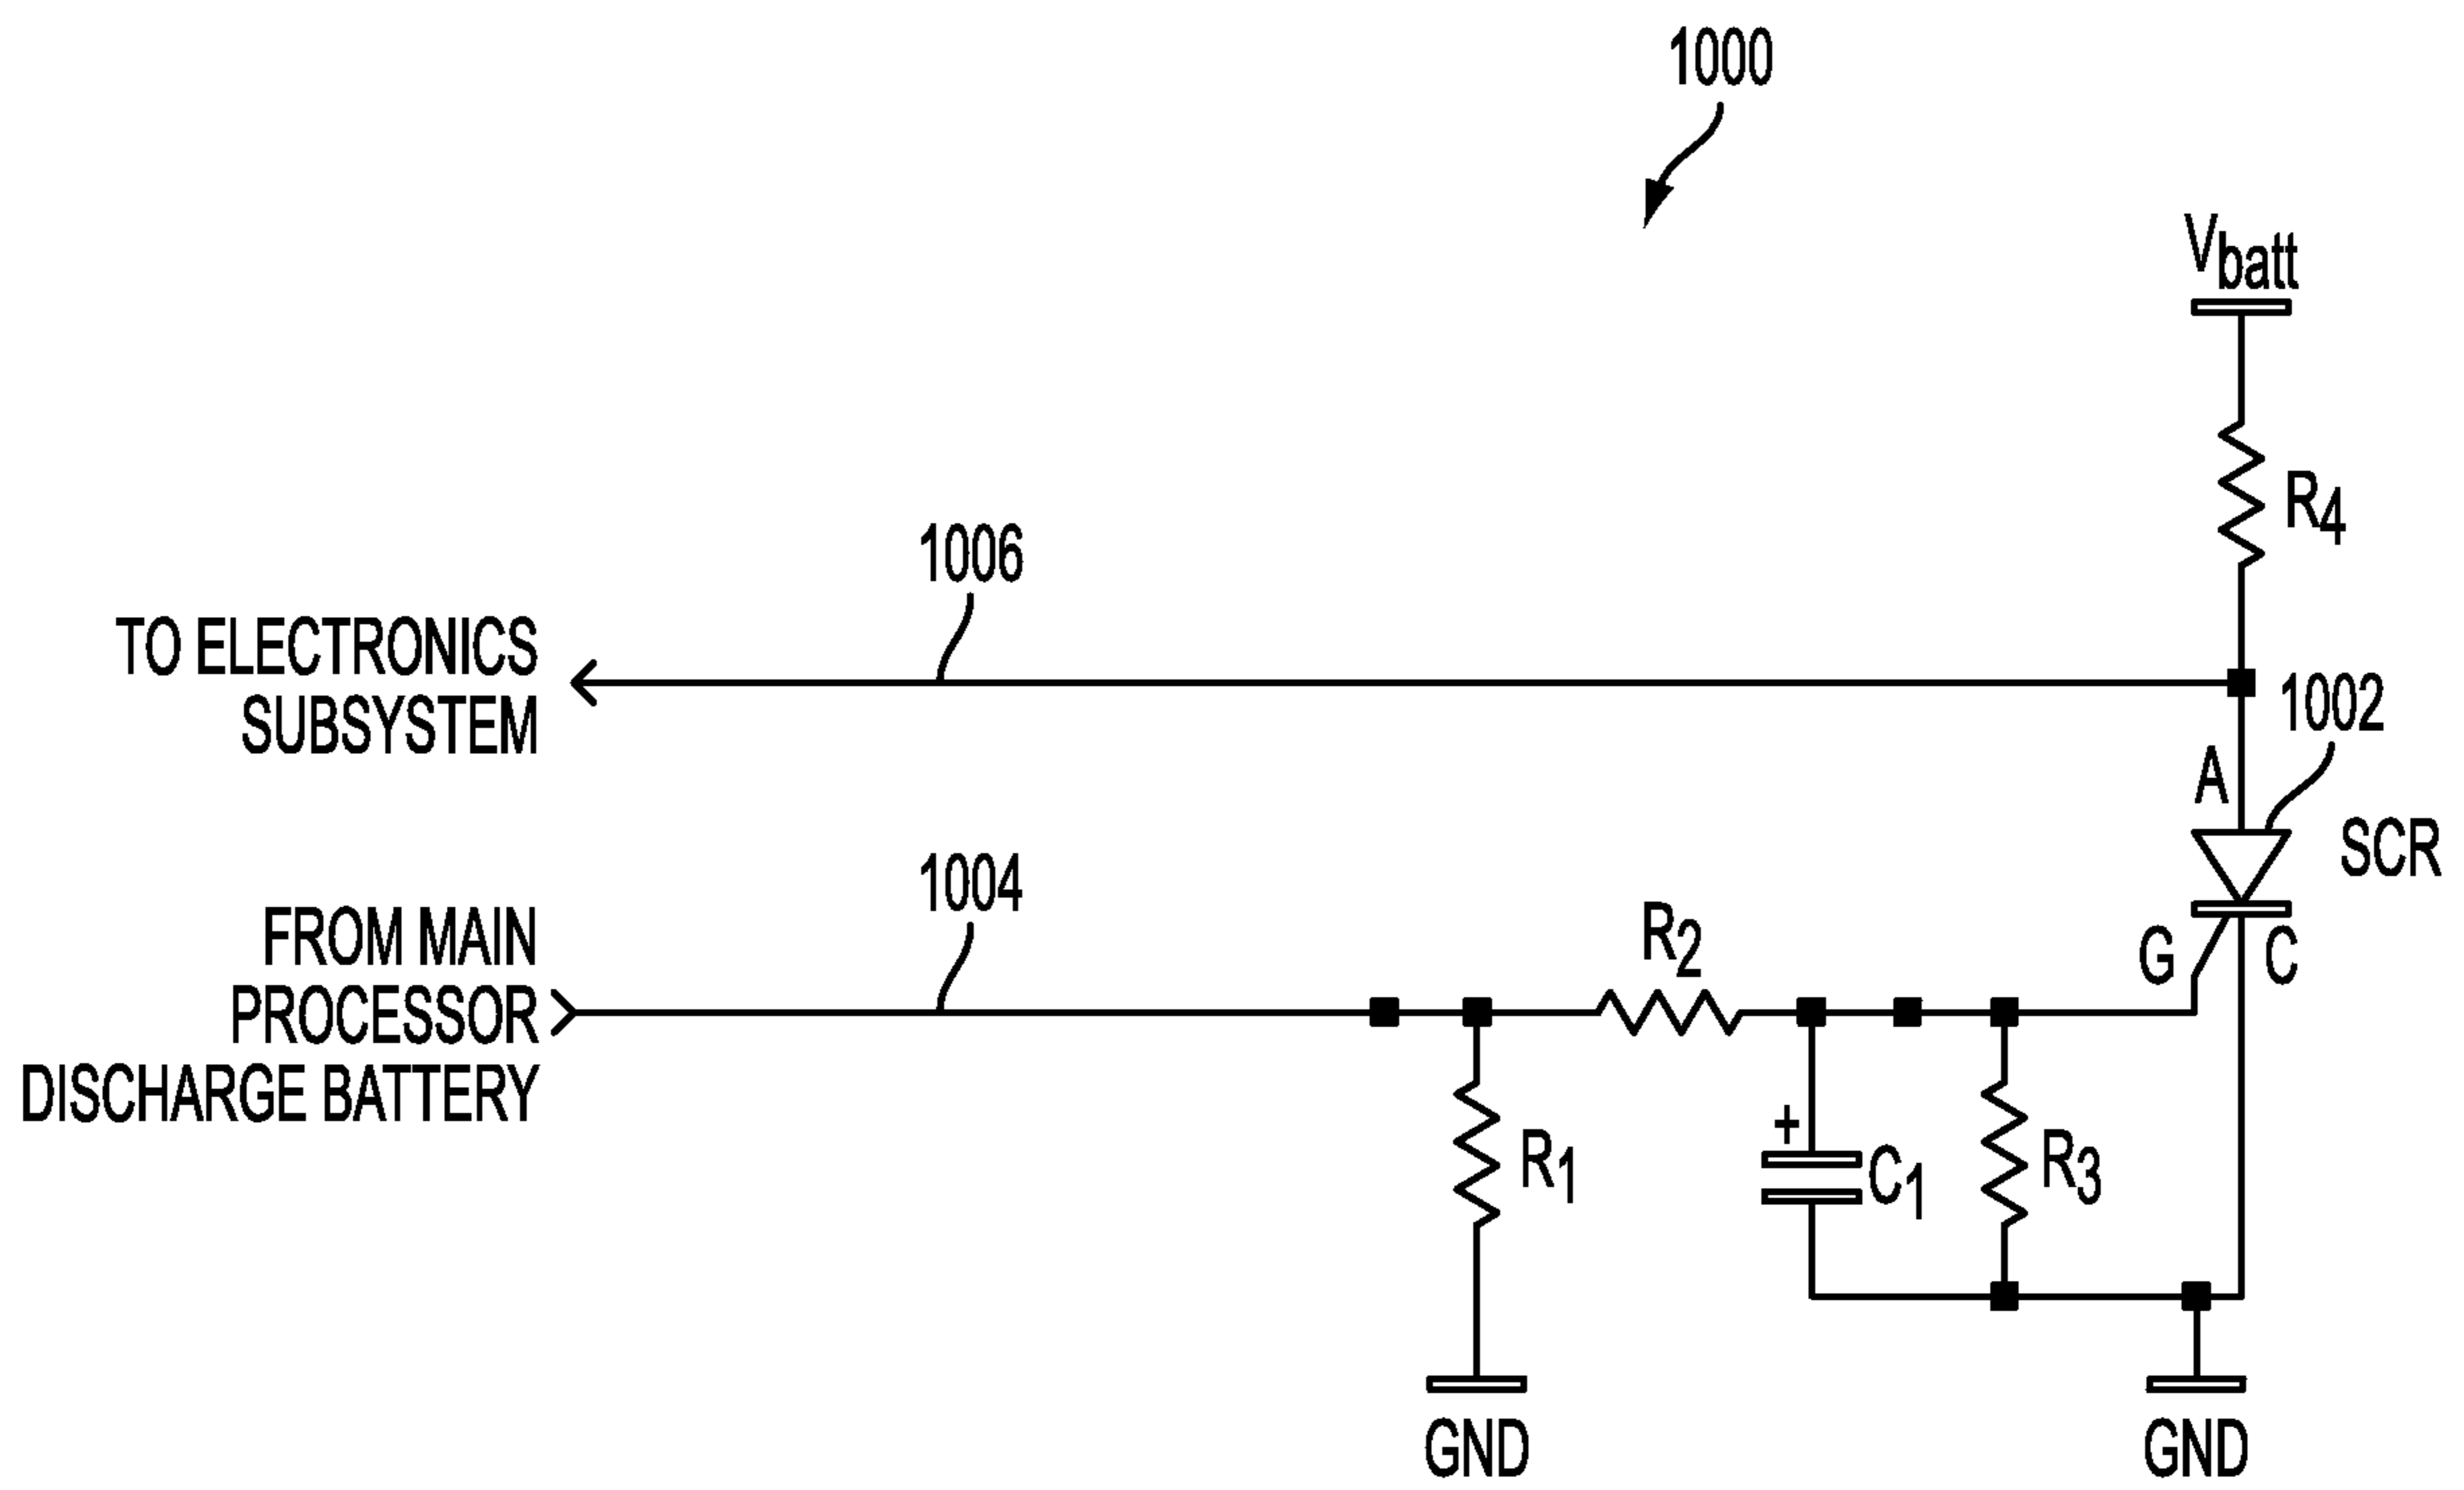 1000
Vbatt
R4
1006
TO ELECTRONICS
SUBSYSTEM
1002
A
SCR
1004
FROM MAIN
PROCESSOR
DISCHARGE BATTERY
R2
G
C
+
R1
C1
R3
GND
GND